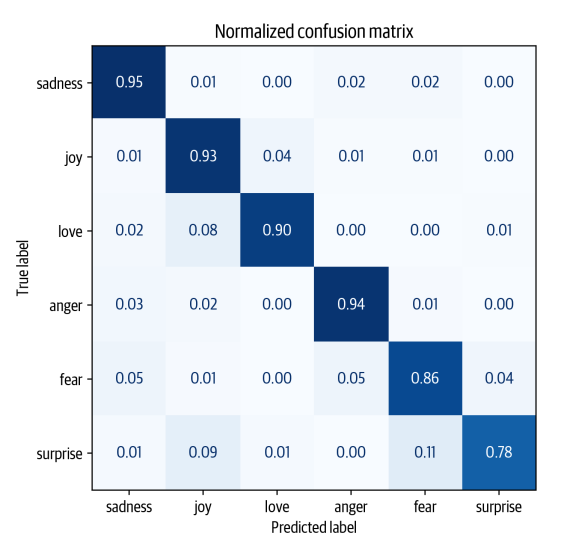 Normalized confusion matrix
sadness 0.95 0.01 0.00 0.02 0.02 0.00
joy 0.01 0.93 0.04 0.01 0.01 0.00
love 0.02 0.08 0.90 0.00 0.00 0.01
anger 0.03 0.02 0.00 0.94 0.01 0.00
fear 0.05 0.01 0.00 0.05 0.86 0.04
surprise 0.01 0.09 0.01 0.00 0.11 0.78
sadness joy love anger fear surprise
Predicted label
True label